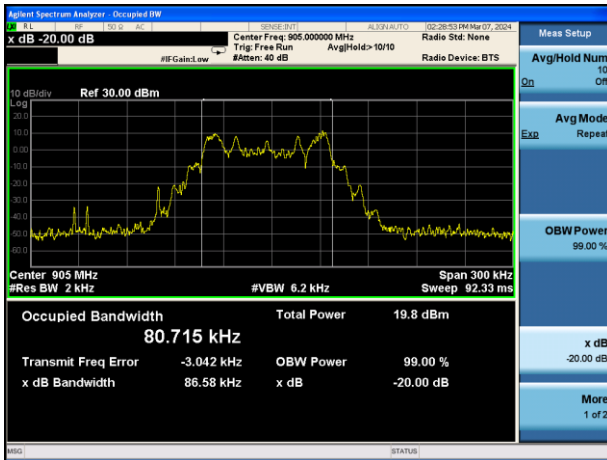 Agilent Spectrum Analyzer - Occupied BW
RL RF 50 Ω AC SENSE:INT ALIGN AUTO 02:28:53 PM Mar 07, 2024
x dB -20.00 dB
Center Freq: 905.000000 MHz Radio Std: None
Trig: Free Run Avg|Hold:>10/10
#IFGain:Low #Atten: 40 dB Radio Device: BTS
10 dB/div Ref 30.00 dBm
Log
20.0
10.0
0.00
-10.0
-20.0
-30.0
-40.0
-50.0
-60.0
Center 905 MHz Span 300 kHz
#Res BW 2 kHz #VBW 6.2 kHz Sweep 92.33 ms
Occupied Bandwidth Total Power 19.8 dBm
80.715 kHz
Transmit Freq Error -3.042 kHz OBW Power 99.00 %
x dB Bandwidth 86.58 kHz x dB -20.00 dB
MSG STATUS
Meas Setup
Avg/Hold Num
10
On Off
Avg Mode
Exp Repeat
OBW Power
99.00 %
x dB
-20.00 dB
More
1 of 2